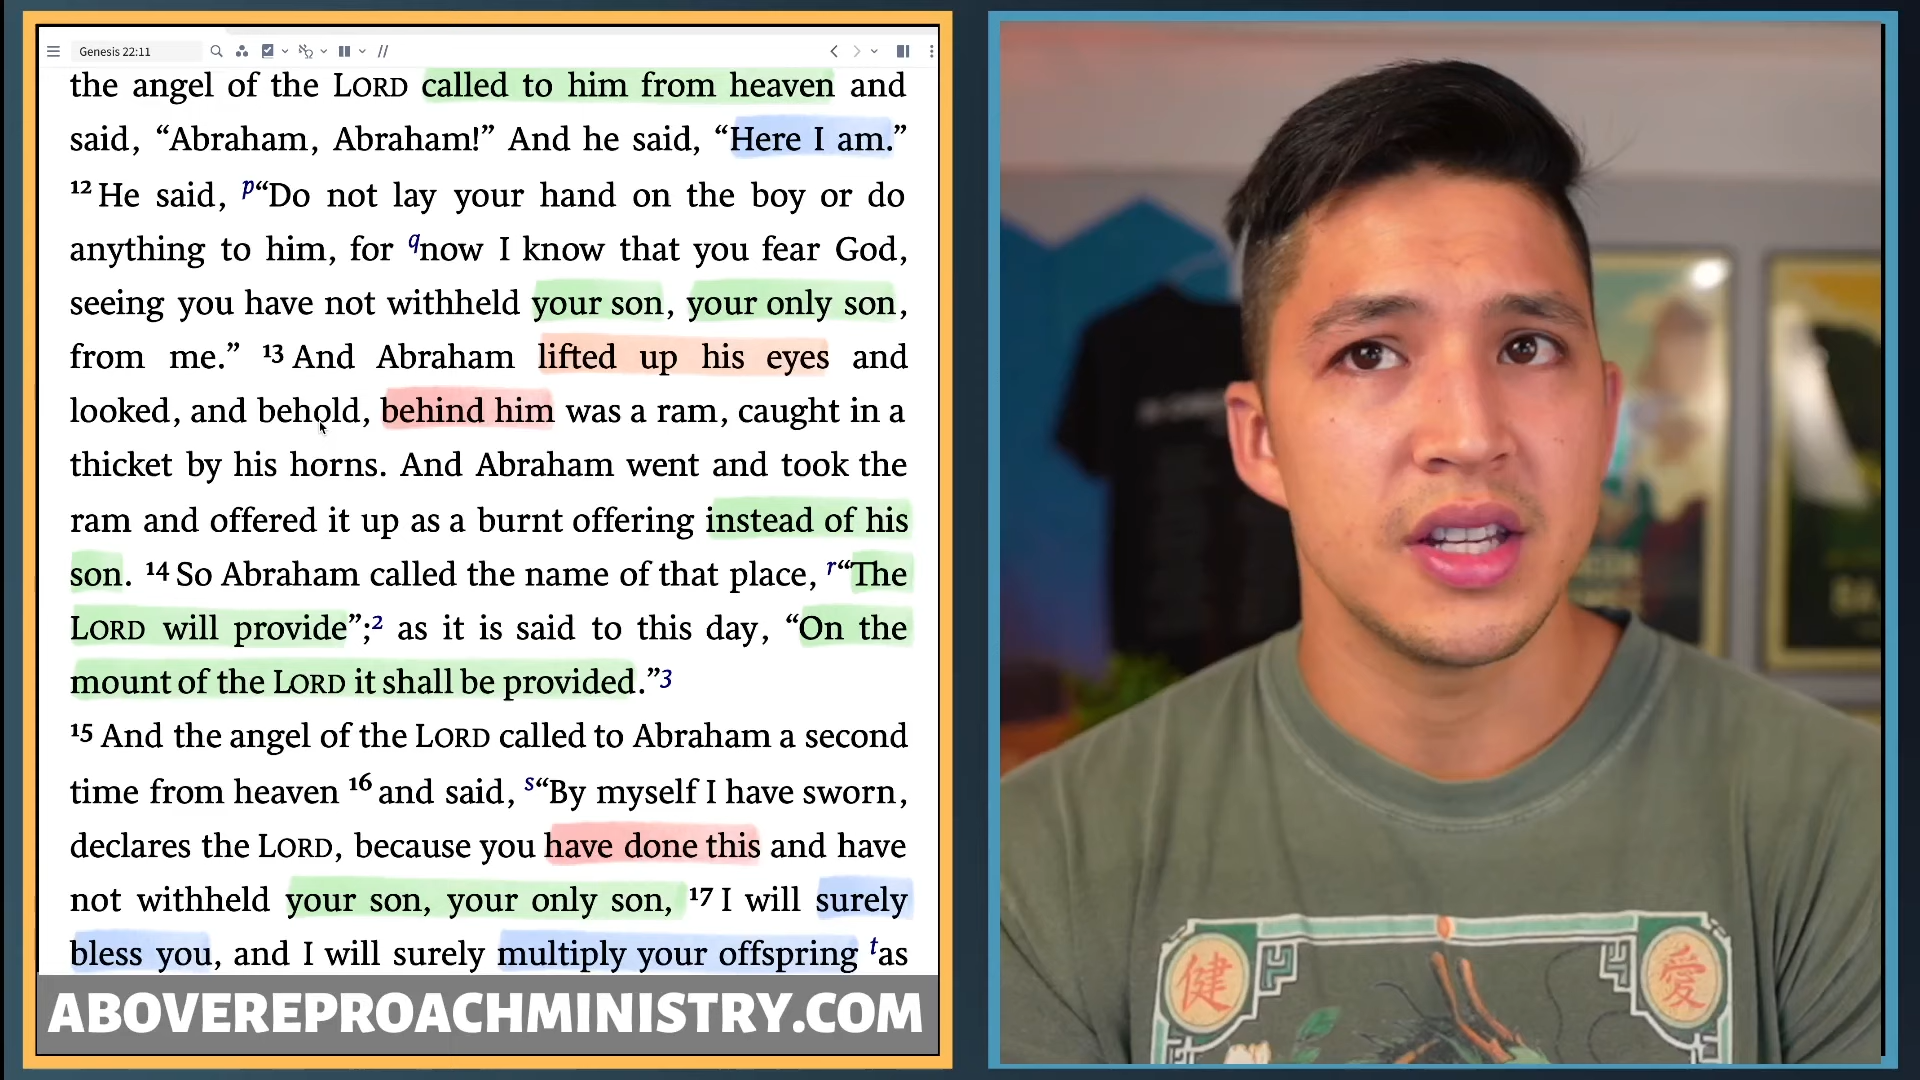 Genesis 22:11
the angel of the LORD called to him from heaven and
said, “Abraham, Abraham!” And he said, “Here I am.”
12 He said, p“Do not lay your hand on the boy or do
anything to him, for qnow I know that you fear God,
seeing you have not withheld your son, your only son,
from me.” 13 And Abraham lifted up his eyes and
looked, and behold, behind him was a ram, caught in a
thicket by his horns. And Abraham went and took the
ram and offered it up as a burnt offering instead of his
son. 14 So Abraham called the name of that place, r“The
LORD will provide”;2 as it is said to this day, “On the
mount of the LORD it shall be provided.”3
15 And the angel of the LORD called to Abraham a second
time from heaven 16 and said, s“By myself I have sworn,
declares the LORD, because you have done this and have
not withheld your son, your only son, 17 I will surely
bless you, and I will surely multiply your offspring tas
ABOVEREPROACHMINISTRY.COM
健
愛